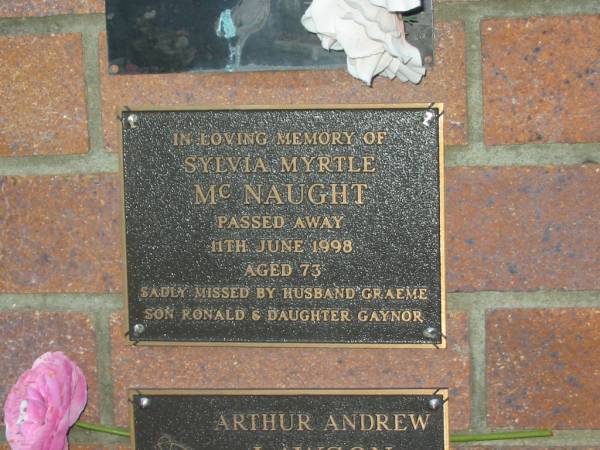 IN LOVING MEMORY OF
SYLVIA MYRTLE
Mc NAUGHT
PASSED AWAY
11TH JUNE 1998
AGED 73
SADLY MISSED BY HUSBAND GRAEME
SON RONALD & DAUGHTER GAYNOR
ARTHUR ANDREW
LAWSON